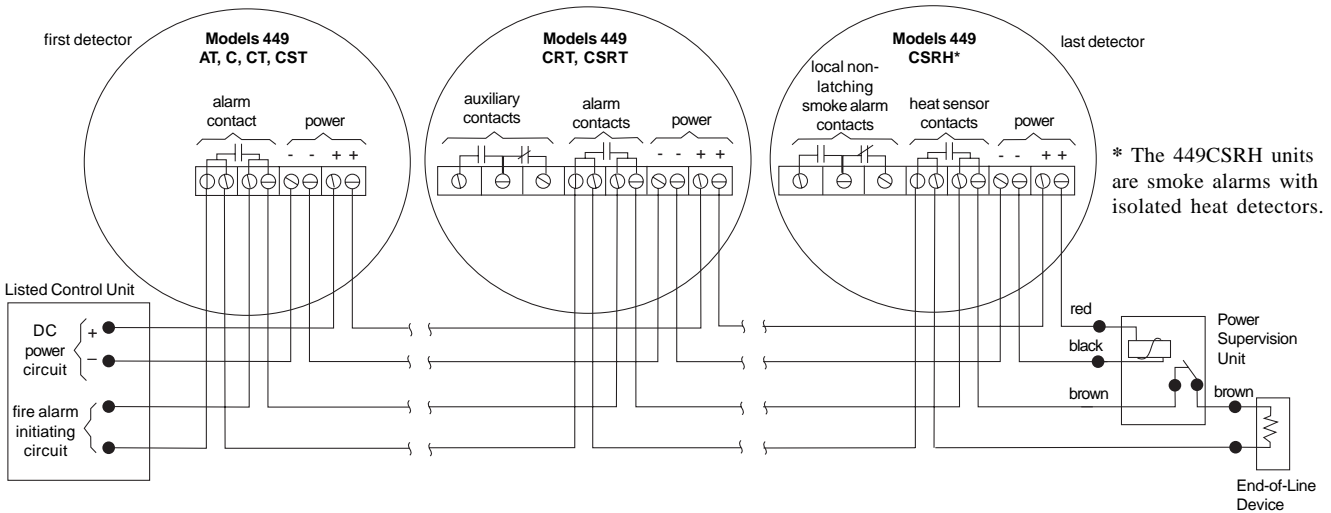 first detector
Models 449
AT, C, CT, CST
alarm
contact
power
- - + +
Models 449
CRT, CSRT
auxiliary
contacts
alarm
contacts
power
- - + +
Models 449
CSRH*
last detector
local non-
latching
smoke alarm
contacts
heat sensor
contacts
power
- - + +
* The 449CSRH units
are smoke alarms with
isolated heat detectors.
Listed Control Unit
DC
power
circuit
+
–
fire alarm
initiating
circuit
red
black
brown
Power
Supervision
Unit
brown
End-of-Line
Device